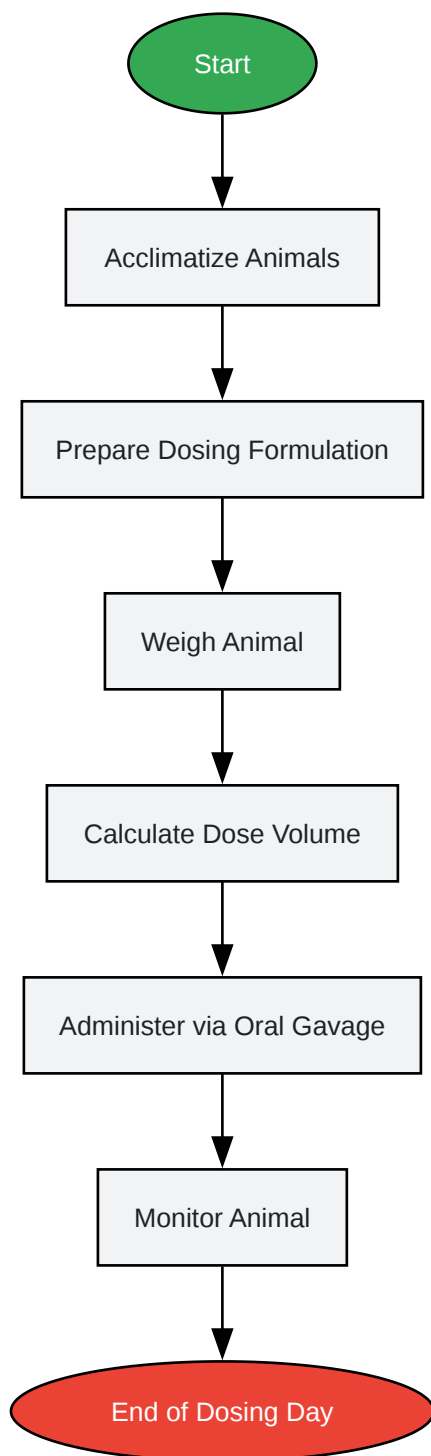 Start
Acclimatize Animals
Prepare Dosing Formulation
Weigh Animal
Calculate Dose Volume
Administer via Oral Gavage
Monitor Animal
End of Dosing Day